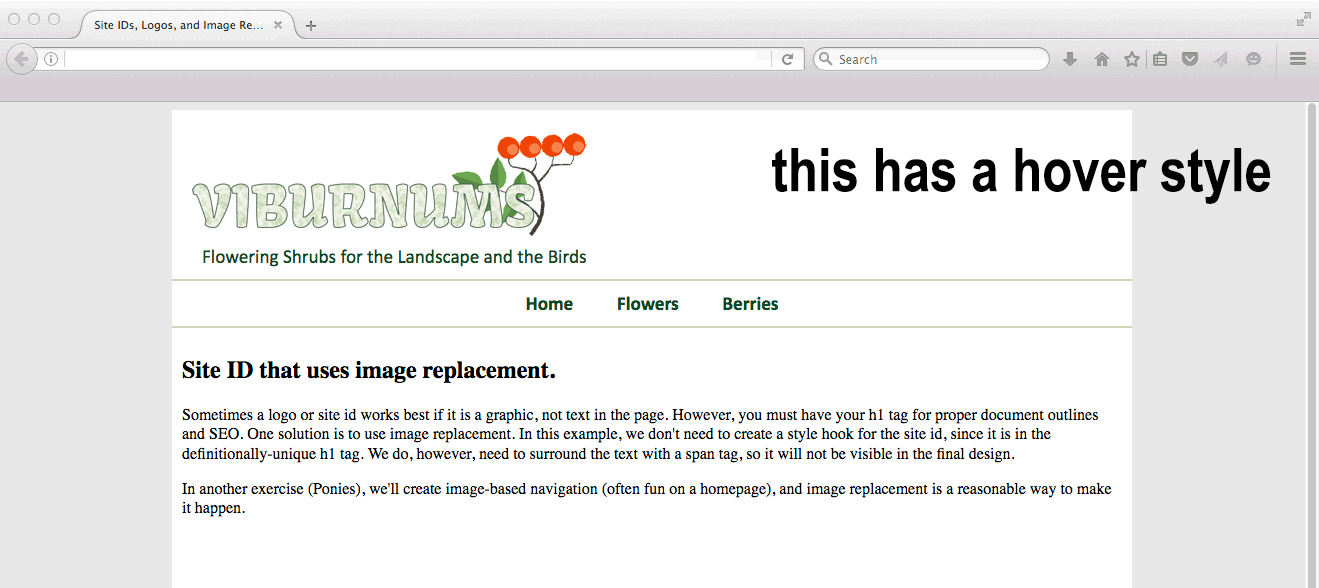 Site IDs, Logos, and Image Re...
Search
this has a hover style
VIBURNUMS
Flowering Shrubs for the Landscape and the Birds
Home Flowers Berries
Site ID that uses image replacement.
Sometimes a logo or site id works best if it is a graphic, not text in the page. However, you must have your h1 tag for proper document outlines
and SEO. One solution is to use image replacement. In this example, we don't need to create a style hook for the site id, since it is in the
definitionally-unique h1 tag. We do, however, need to surround the text with a span tag, so it will not be visible in the final design.
In another exercise (Ponies), we'll create image-based navigation (often fun on a homepage), and image replacement is a reasonable way to make
it happen.